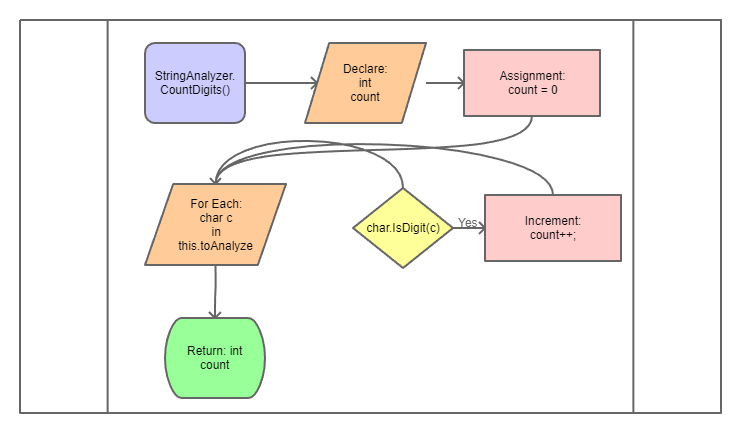 StringAnalyzer.
CountDigits()
Declare:
int
count
Assignment:
count = 0
For Each:
char c
in
this.toAnalyze
char.IsDigit(c)
Yes
Increment:
count++;
Return: int
count